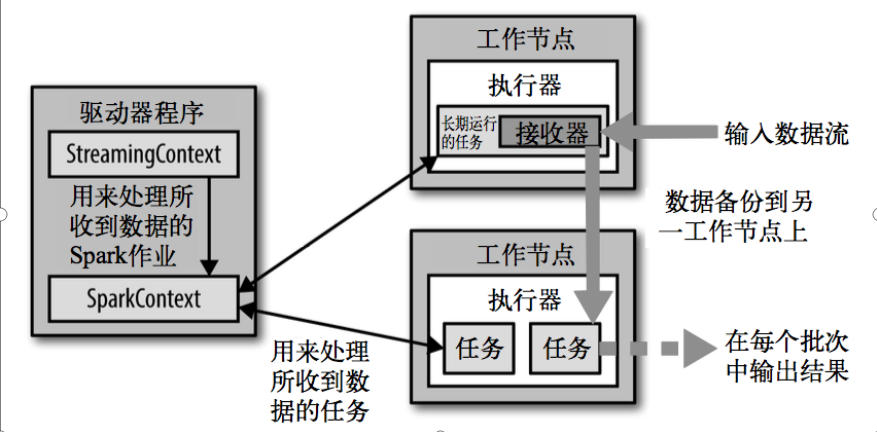 驱动器程序
StreamingContext
用来处理所
收到数据的
Spark作业
SparkContext
用来处理
所收到数
据的任务
工作节点
执行器
长期运行
的任务
接收器
输入数据流
数据备份到另
一工作节点上
工作节点
执行器
任务
任务
在每个批次
中输出结果